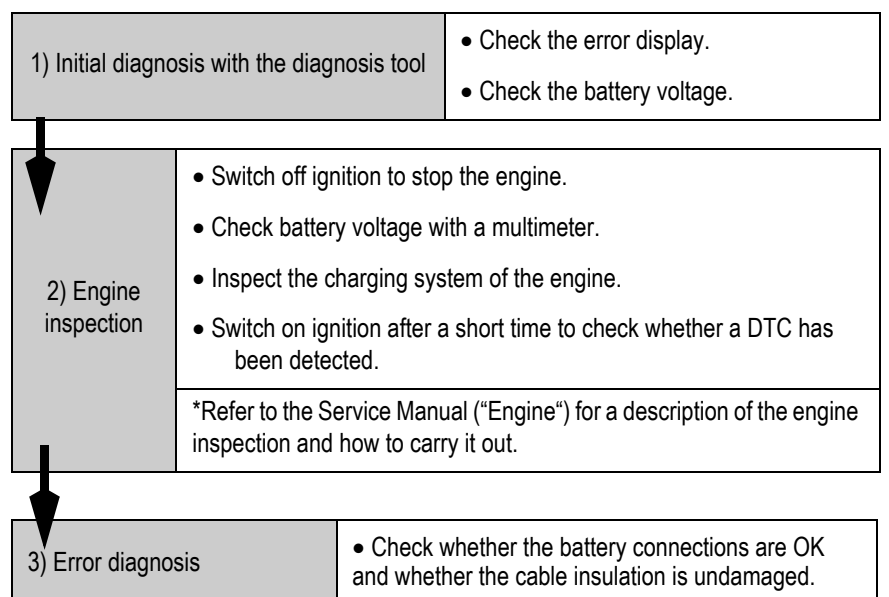 1) Initial diagnosis with the diagnosis tool
• Check the error display.
• Check the battery voltage.
2) Engine
inspection
• Switch off ignition to stop the engine.
• Check battery voltage with a multimeter.
• Inspect the charging system of the engine.
• Switch on ignition after a short time to check whether a DTC has
been detected.
*Refer to the Service Manual (“Engine“) for a description of the engine
inspection and how to carry it out.
3) Error diagnosis
• Check whether the battery connections are OK
and whether the cable insulation is undamaged.